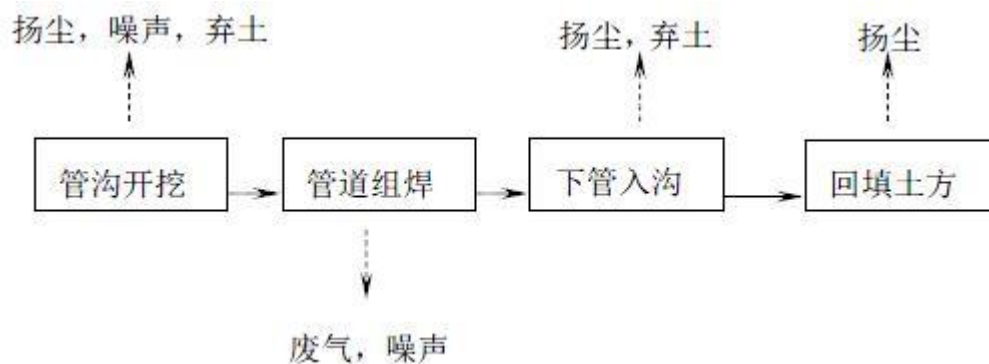 扬尘，噪声，弃土
扬尘，弃土
扬尘
管沟开挖
管道组焊
下管入沟
回填土方
废气，噪声